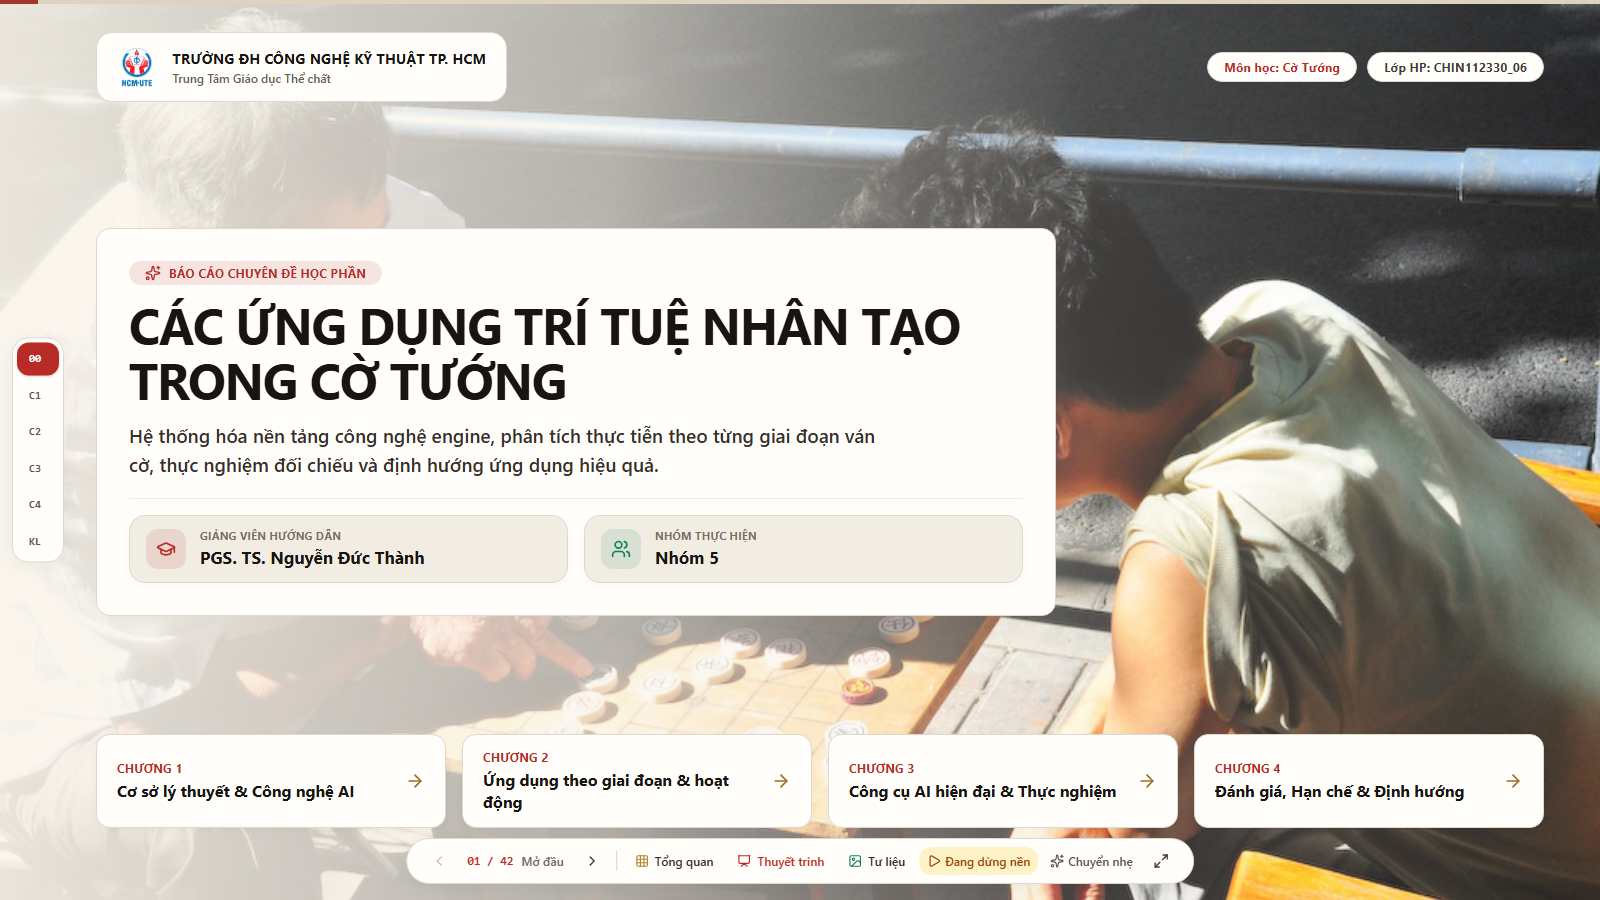 HCM-UTE
TRƯỜNG ĐH CÔNG NGHỆ KỸ THUẬT TP. HCM
Trung Tâm Giáo dục Thể chất
Môn học: Cờ Tướng
Lớp HP: CHIN112330_06
BÁO CÁO CHUYÊN ĐỀ HỌC PHẦN
CÁC ỨNG DỤNG TRÍ TUỆ NHÂN TẠO
TRONG CỜ TƯỚNG
Hệ thống hóa nền tảng công nghệ engine, phân tích thực tiễn theo từng giai đoạn ván
cờ, thực nghiệm đối chiếu và định hướng ứng dụng hiệu quả.
GIẢNG VIÊN HƯỚNG DẪN
PGS. TS. Nguyễn Đức Thành
NHÓM THỰC HIỆN
Nhóm 5
00
C1
C2
C3
C4
KL
CHƯƠNG 1
Cơ sở lý thuyết & Công nghệ AI
CHƯƠNG 2
Ứng dụng theo giai đoạn & hoạt
động
CHƯƠNG 3
Công cụ AI hiện đại & Thực nghiệm
CHƯƠNG 4
Đánh giá, Hạn chế & Định hướng
01 / 42 Mở đầu
Tổng quan
Thuyết trình
Tư liệu
Đang dừng nền
Chuyển nhẹ